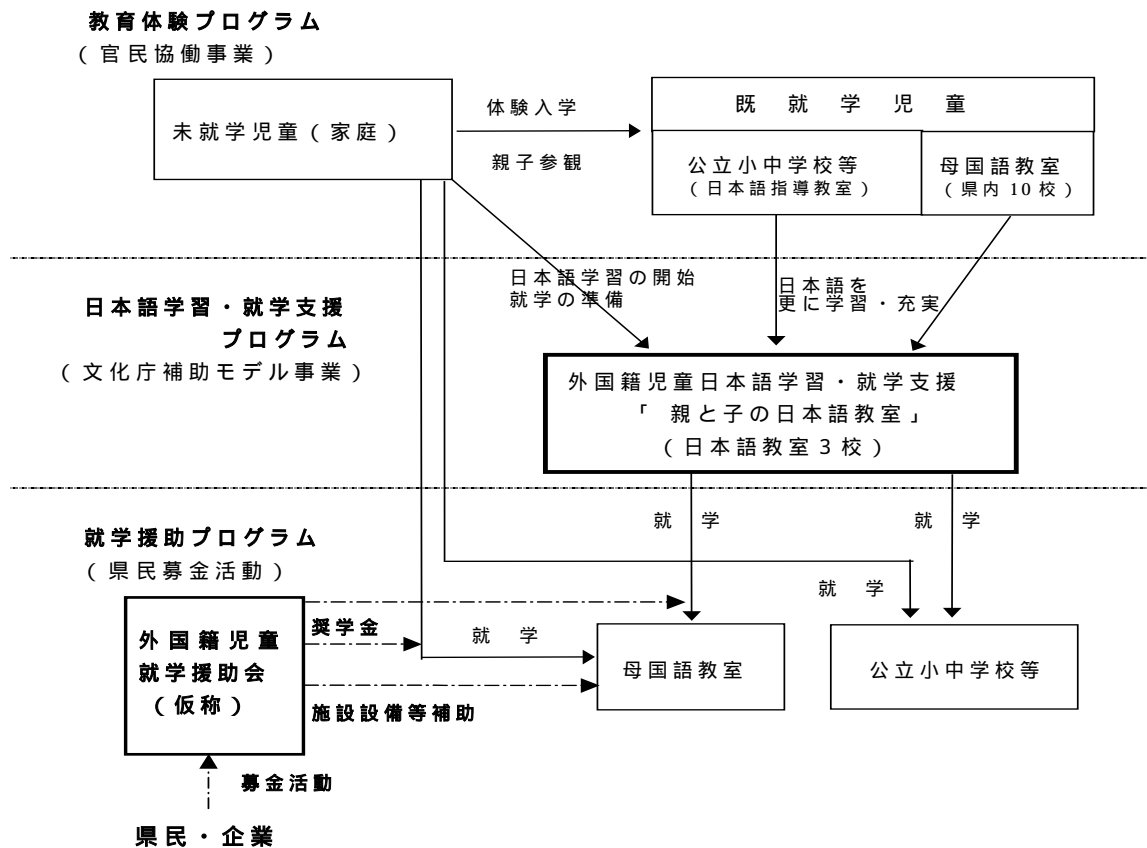 教育体験プログラム
(官民協働事業)
未就学児童(家庭)
体験入学
親子参観
既就学児童
公立小中学校等
(日本語指導教室)
母国語教室
(県内10校)
日本語学習の開始
就学の準備
日本語を
更に学習・充実
日本語学習・就学支援
プログラム
(文化庁補助モデル事業)
外国籍児童日本語学習・就学支援
「 親と子の日本語教室」
(日本語教室3校)
就 学
就 学
就学援助プログラム
(県民募金活動)
就 学
外国籍児童
就学援助会
(仮称)
奨学金
就 学
施設設備等補助
母国語教室
公立小中学校等
募金活動
県民・企業